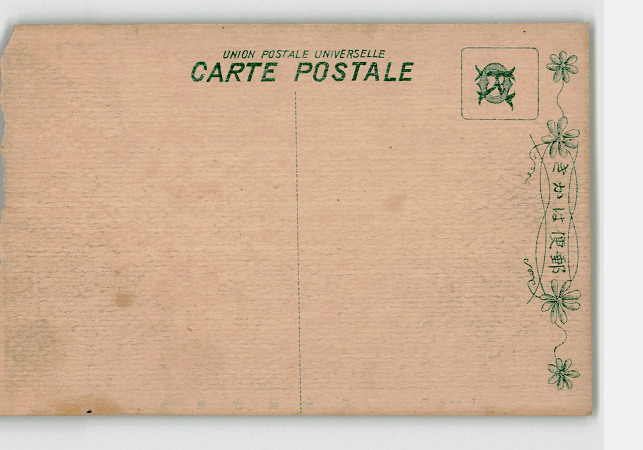 UNION POSTALE UNIVERSELLE
CARTE POSTALE
きかは便郵